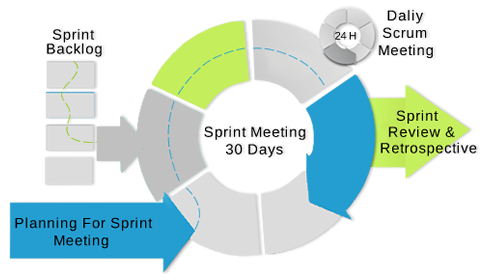 Sprint
Backlog
24 H
Daliy
Scrum
Meeting
Sprint Meeting
30 Days
Sprint
Review &
Retrospective
Planning For Sprint
Meeting